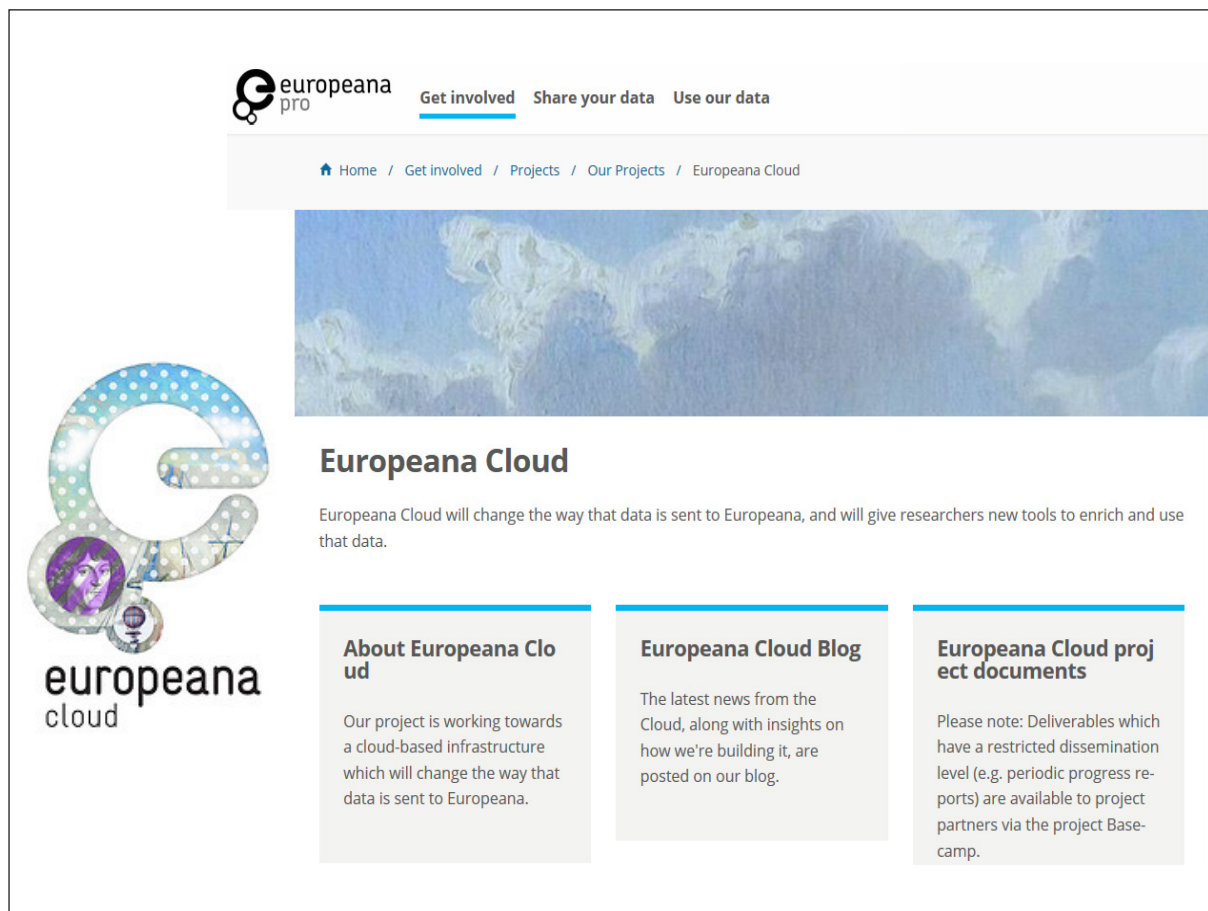 europeana
pro
Get involved Share your data Use our data
Home / Get involved / Projects / Our Projects / Europeana Cloud
europeana
cloud
Europeana Cloud
Europeana Cloud will change the way that data is sent to Europeana, and will give researchers new tools to enrich and use
that data.
About Europeana Clo
ud
Our project is working towards
a cloud-based infrastructure
which will change the way that
data is sent to Europeana.
Europeana Cloud Blog
The latest news from the
Cloud, along with insights on
how we're building it, are
posted on our blog.
Europeana Cloud proj
ect documents
Please note: Deliverables which
have a restricted dissemination
level (e.g. periodic progress re-
ports) are available to project
partners via the project Base-
camp.